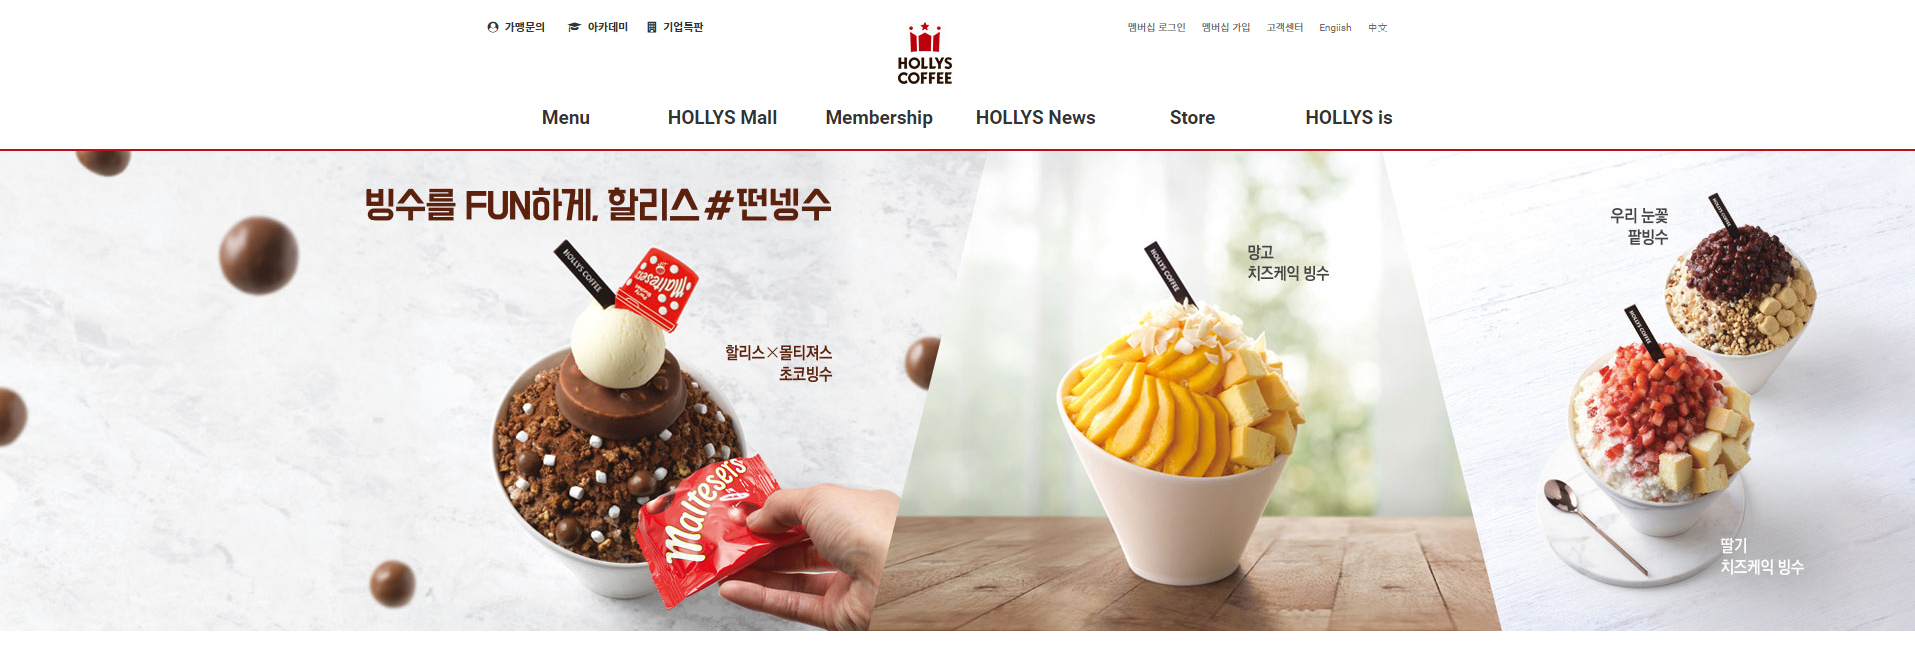 가맹문의 아카데미 기업특판
HOLLYS
COFFEE
멤버십 로그인 멤버십 가입 고객센터 Engiish 中文
Menu HOLLYS Mall Membership HOLLYS News Store HOLLYS is
빙수를 FUN하게, 할리스 #떤넹수
HOLLYS COFFEE
Maltesers
할리스×몰티져스
초코빙수
Maltesers
HOLLYS COFFEE
망고
치즈케익 빙수
우리 눈꽃
팥빙수
HOLLYS COFFEE
HOLLYS COFFEE
딸기
치즈케익 빙수